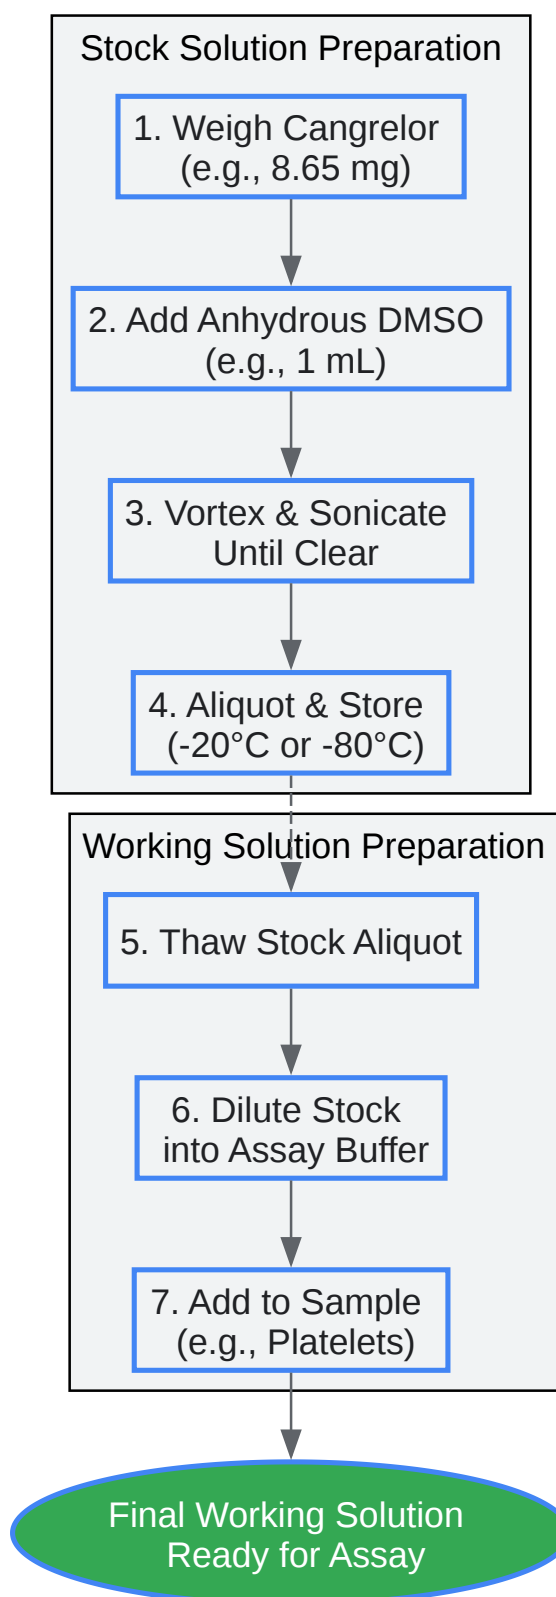 Stock Solution Preparation
1. Weigh Cangrelor
(e.g., 8.65 mg)
2. Add Anhydrous DMSO
(e.g., 1 mL)
3. Vortex & Sonicate
Until Clear
4. Aliquot & Store
(-20°C or -80°C)
Working Solution Preparation
5. Thaw Stock Aliquot
6. Dilute Stock
into Assay Buffer
7. Add to Sample
(e.g., Platelets)
Final Working Solution
Ready for Assay